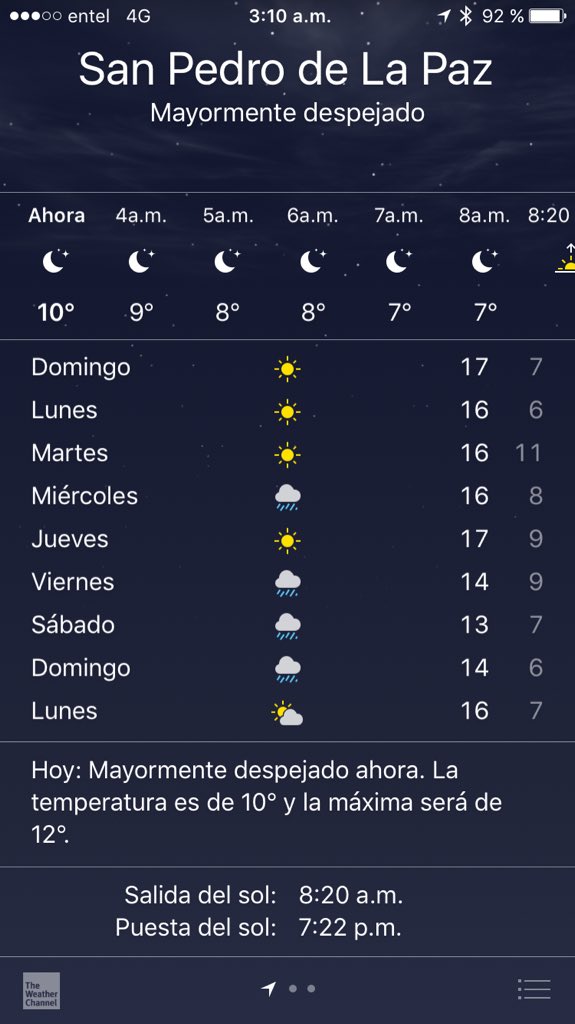 entel 4G 3:10 a.m. 92 %
San Pedro de La Paz
Mayormente despejado
Ahora 4a.m. 5a.m. 6a.m. 7a.m. 8a.m. 8:20
10° 9° 8° 8° 7° 7°
Domingo 17 7
Lunes 16 6
Martes 16 11
Miércoles 16 8
Jueves 17 9
Viernes 14 9
Sábado 13 7
Domingo 14 6
Lunes 16 7
Hoy: Mayormente despejado ahora. La
temperatura es de 10° y la máxima será de
12°.
Salida del sol: 8:20 a.m.
Puesta del sol: 7:22 p.m.
The
Weather
Channel